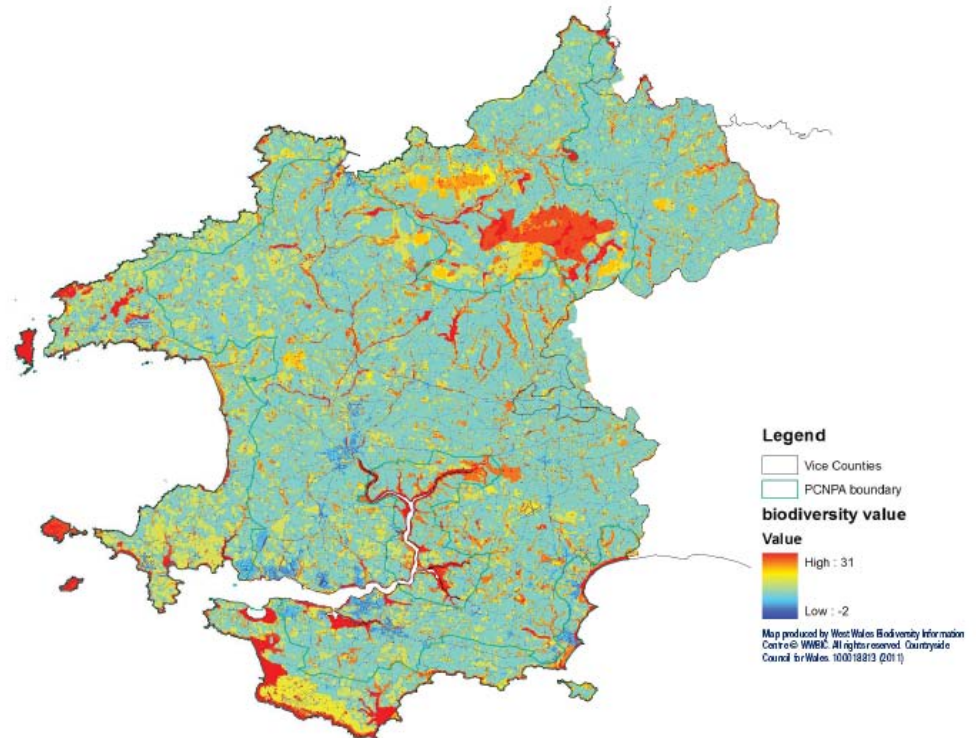 Legend
Vice Counties
PCNPA boundary
biodiversity value
Value
High : 31
Low : -2
Map produced by West Wales Biodiversity Information
Centre © WWBIC. All rights reserved. Countryside
Council for Wales. 100018813 (2011)